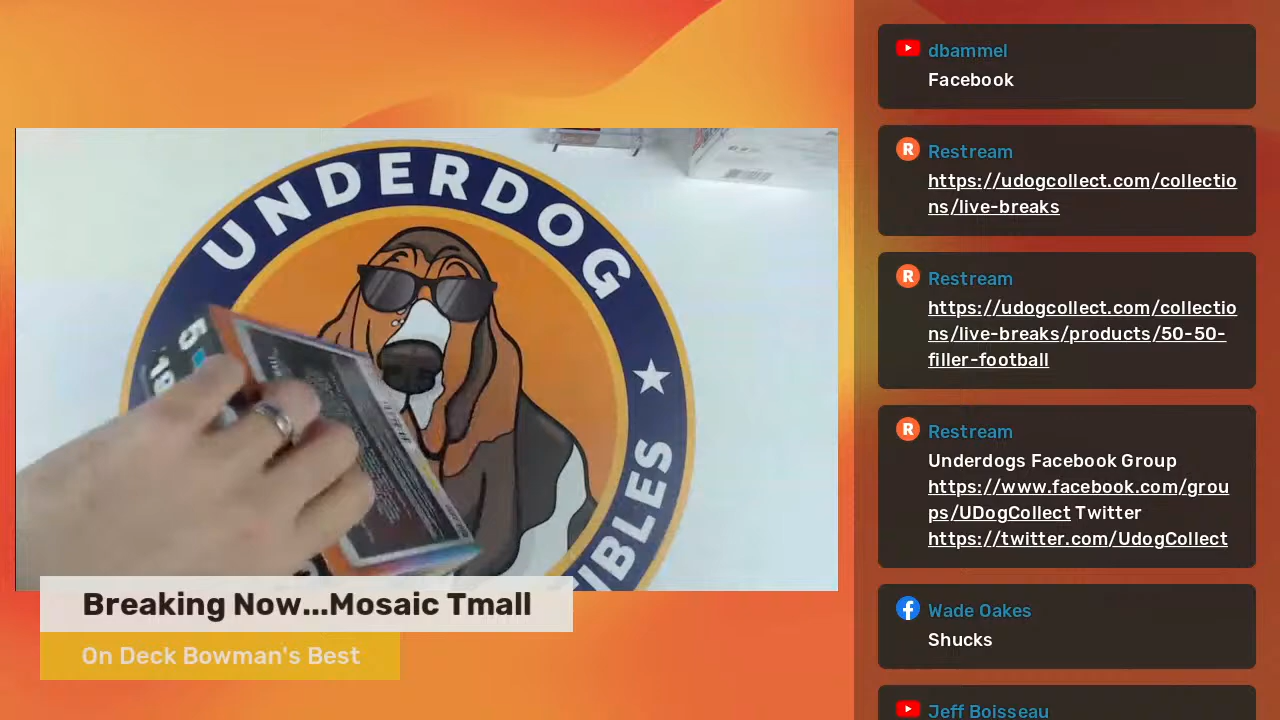 UNDERDOG
IBLES
Breaking Now...Mosaic Tmall
On Deck Bowman's Best
dbammel
Facebook
Restream
https://udogcollect.com/collectio
ns/live-breaks
Restream
https://udogcollect.com/collectio
ns/live-breaks/products/50-50-
filler-football
Restream
Underdogs Facebook Group
https://www.facebook.com/grou
ps/UDogCollect Twitter
https://twitter.com/UdogCollect
Wade Oakes
Shucks
Jeff Boisseau